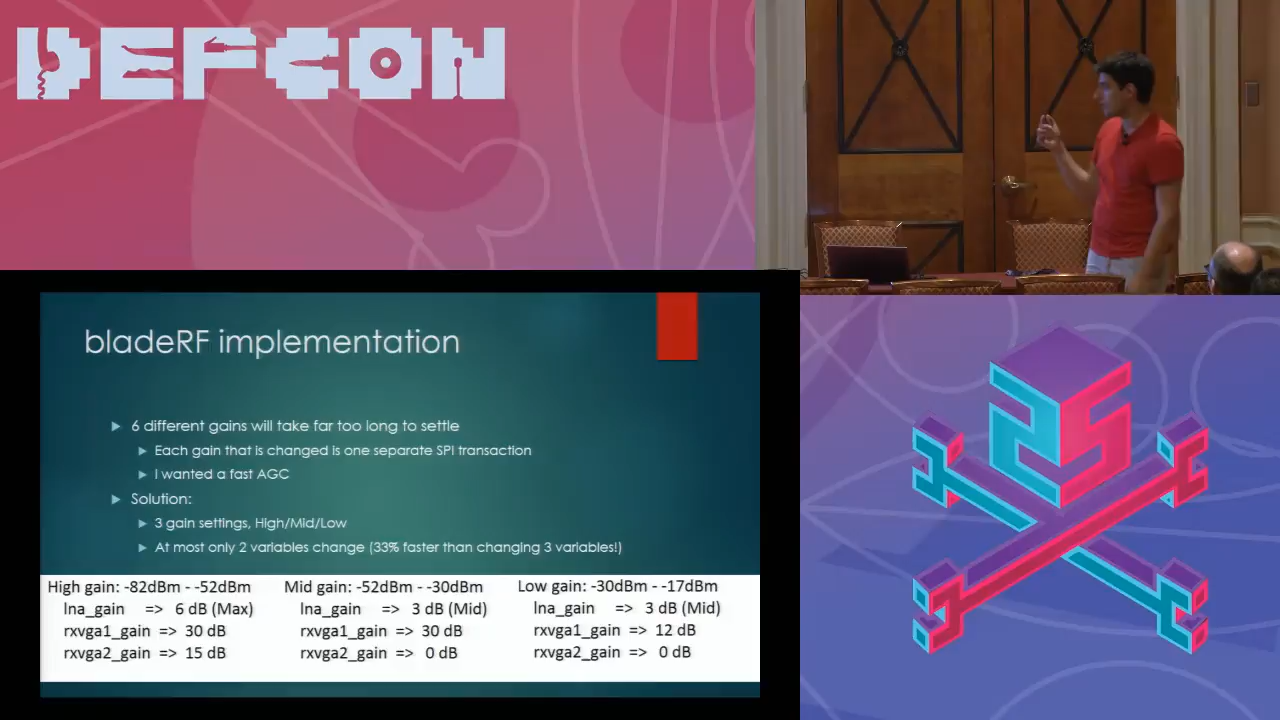 DEFCON
bladeRF implementation
6 different gains will take far too long to settle
Each gain that is changed is one separate SPI transaction
I wanted a fast AGC
Solution:
3 gain settings, High/Mid/Low
At most only 2 variables change (33% faster than changing 3 variables!)
High gain: -82dBm - -52dBm
lna_gain => 6 dB (Max)
rxvga1_gain => 30 dB
rxvga2_gain => 15 dB
Mid gain: -52dBm - -30dBm
lna_gain => 3 dB (Mid)
rxvga1_gain => 30 dB
rxvga2_gain => 0 dB
Low gain: -30dBm - -17dBm
lna_gain => 3 dB (Mid)
rxvga1_gain => 12 dB
rxvga2_gain => 0 dB
25